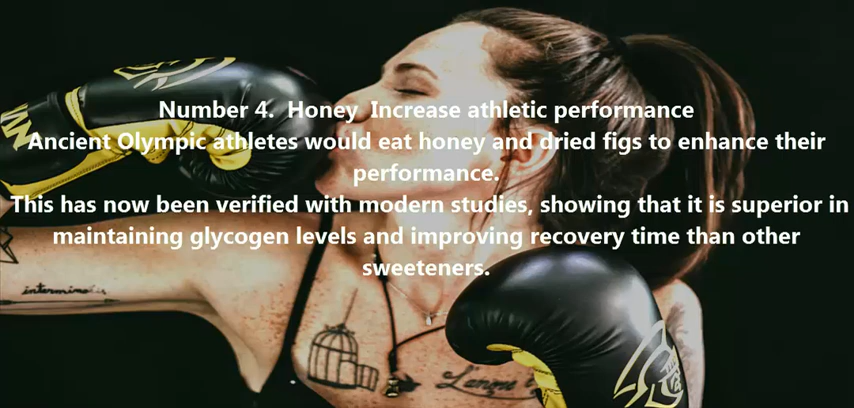 Number 4.  Honey  Increase athletic performance
Ancient Olympic athletes would eat honey and dried figs to enhance their
performance.
This has now been verified with modern studies, showing that it is superior in
maintaining glycogen levels and improving recovery time than other
sweeteners.